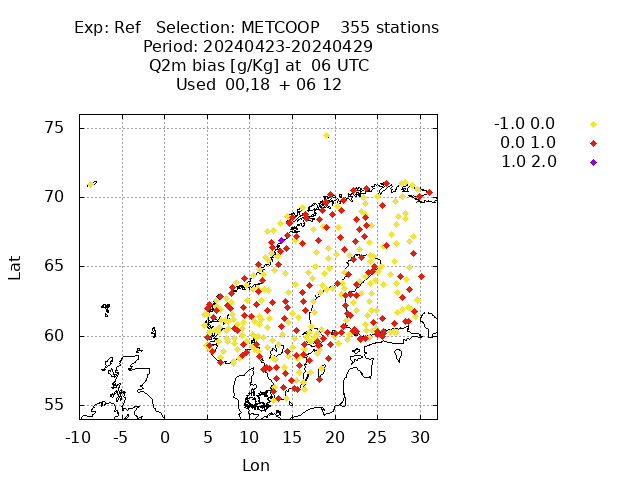 Exp: Ref   Selection: METCOOP    355 stations
Period: 20240423-20240429
Q2m bias [g/Kg] at  06 UTC
Used  00,18  + 06 12
-1.0 0.0
0.0 1.0
1.0 2.0
75
70
65
60
55
Lat
-10 -5 0 5 10 15 20 25 30
Lon